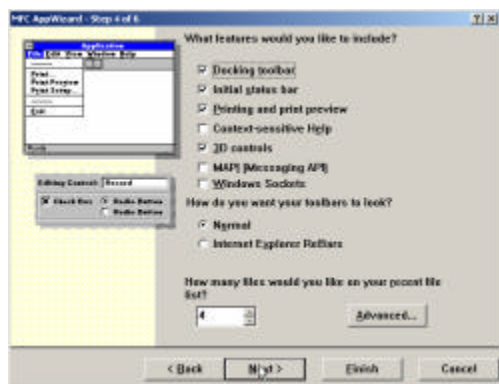 MFC AppWizard - Step 4 of 6
Application
File Edit View Window Help
Print...
Print Preview
Print Setup...
Exit
Ready
Editing Control: Record
Check Box
Radio Button
Radio Button
What features would you like to include?
Docking toolbar
Initial status bar
Printing and print preview
Context-sensitive Help
3D controls
MAPI (Messaging API)
Windows Sockets
How do you want your toolbars to look?
Normal
Internet Explorer ReBars
How many files would you like on your recent file
list?
4
Advanced...
< Back
Next >
Finish
Cancel